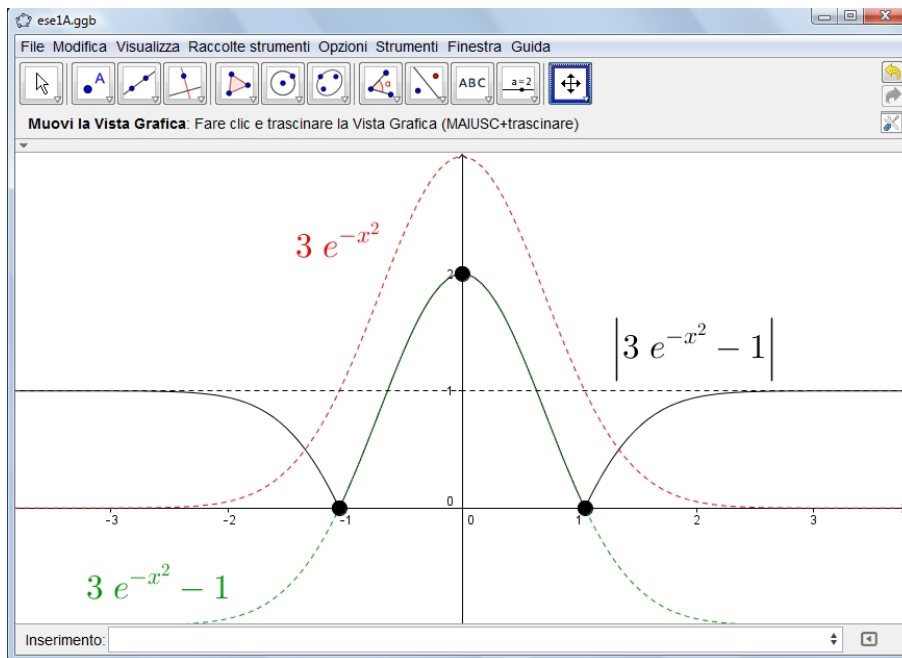 ese1A.ggb
File Modifica Visualizza Raccolte strumenti Opzioni Strumenti Finestra Guida
A α ABC a=2
Muovi la Vista Grafica: Fare clic e trascinare la Vista Grafica (MAIUSC+trascinare)
3 e^{-x^2}
2
|3 e^{-x^2} - 1|
1
0
-3 -2 -1 0 1 2 3
3 e^{-x^2} - 1
Inserimento: